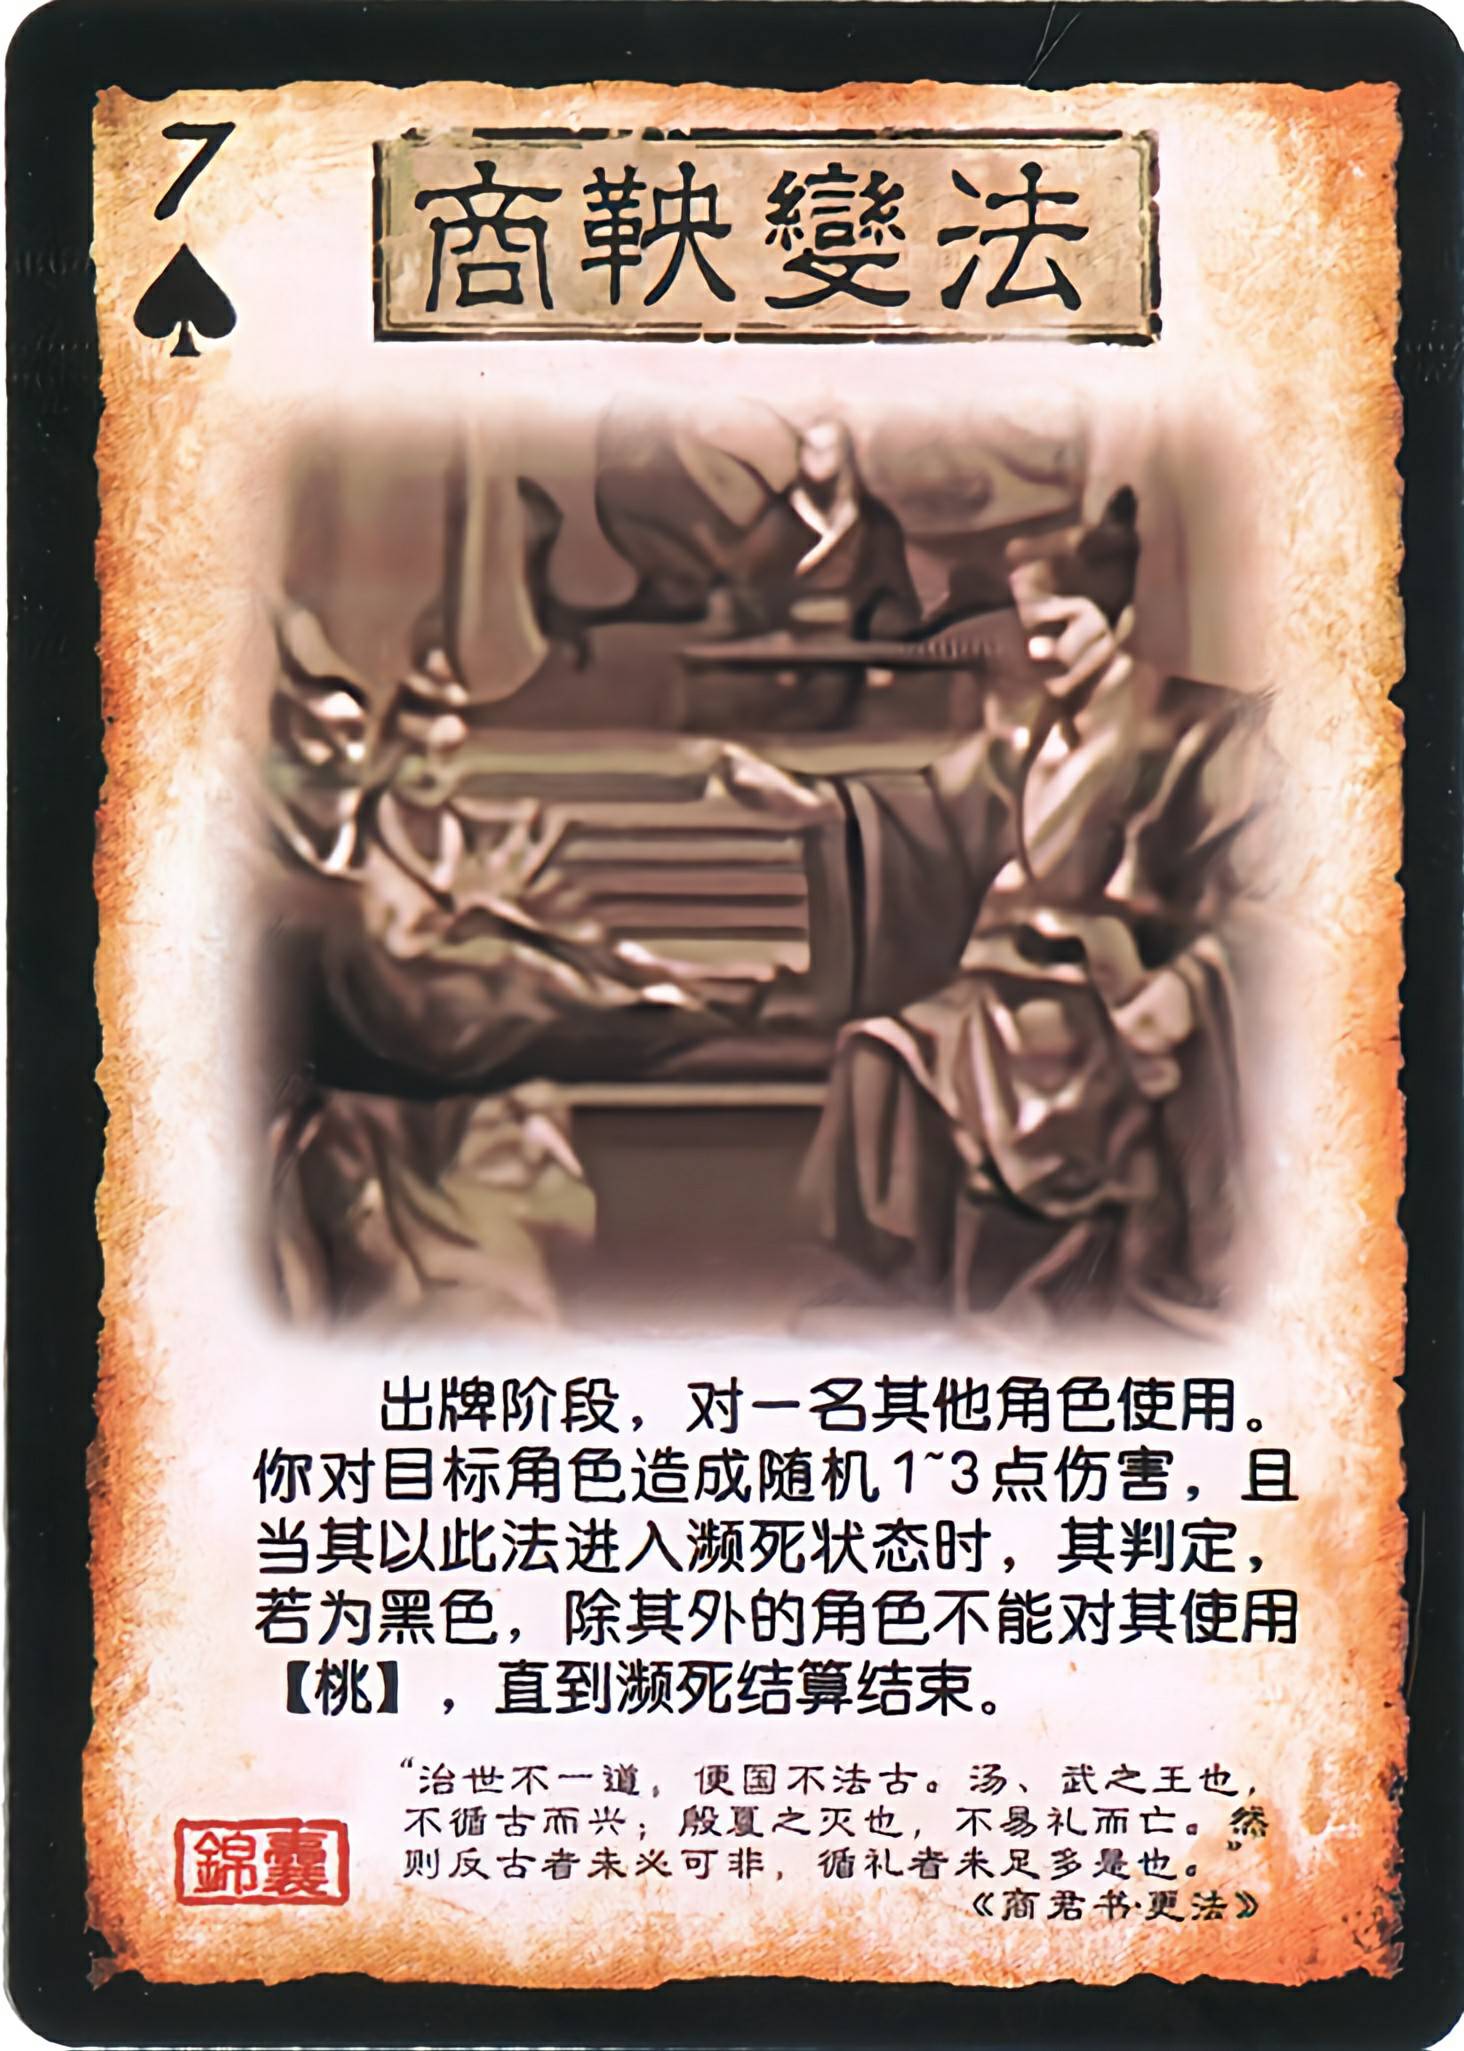 7
商鞅變法
出牌阶段，对一名其他角色使用。
你对目标角色造成随机1~3点伤害，且
当其以此法进入濒死状态时，其判定，
若为黑色，除其外的角色不能对其使用
【桃】，直到濒死结算结束。
“治世不一道，便国不法古。汤、武之王也，
不循古而兴；殷夏之灭也，不易礼而亡。然
则反古者未必可非，循礼者未足多是也。”
《商君书·更法》
錦囊